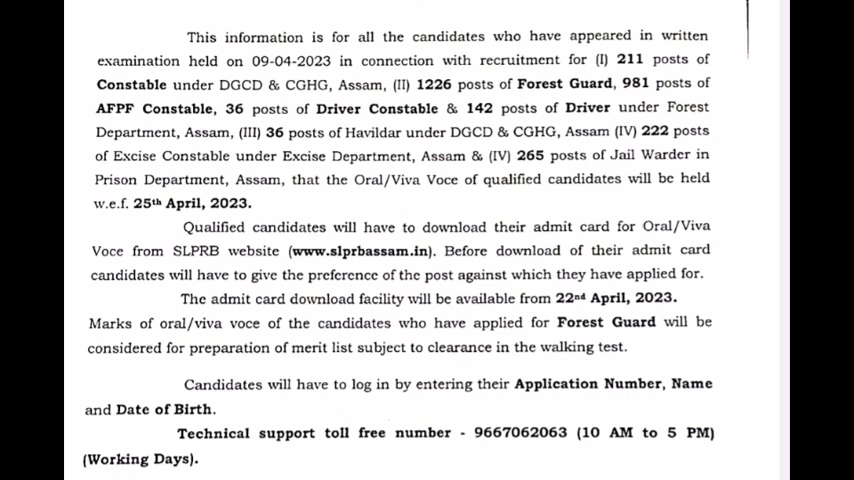 This information is for all the candidates who have appeared in written
examination held on 09-04-2023 in connection with recruitment for (I) 211 posts of
Constable under DGCD & CGHG, Assam, (II) 1226 posts of Forest Guard, 981 posts of
AFPF Constable, 36 posts of Driver Constable & 142 posts of Driver under Forest
Department, Assam, (III) 36 posts of Havildar under DGCD & CGHG, Assam (IV) 222 posts
of Excise Constable under Excise Department, Assam & (IV) 265 posts of Jail Warder in
Prison Department, Assam, that the Oral/Viva Voce of qualified candidates will be held
w.e.f. 25th April, 2023.
Qualified candidates will have to download their admit card for Oral/Viva
Voce from SLPRB website (www.slprbassam.in). Before download of their admit card
candidates will have to give the preference of the post against which they have applied for.
The admit card download facility will be available from 22nd April, 2023.
Marks of oral/viva voce of the candidates who have applied for Forest Guard will be
considered for preparation of merit list subject to clearance in the walking test.
Candidates will have to log in by entering their Application Number, Name
and Date of Birth.
Technical support toll free number - 9667062063 (10 AM to 5 PM)
(Working Days).